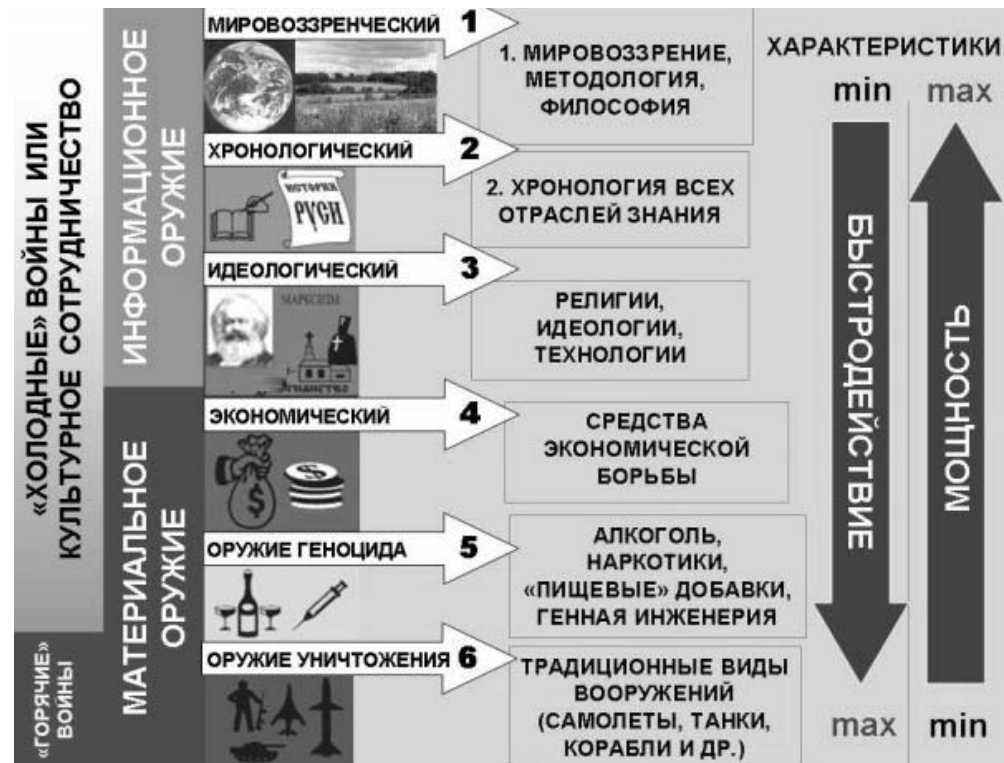 «ХОЛОДНЫЕ» ВОЙНЫ ИЛИ
КУЛЬТУРНОЕ СОТРУДНИЧЕСТВО
«ГОРЯЧИЕ»
ВОЙНЫ
ИНФОРМАЦИОННОЕ
ОРУЖИЕ
МАТЕРИАЛЬНОЕ
ОРУЖИЕ
МИРОВОЗЗРЕНЧЕСКИЙ 1
1. МИРОВОЗЗРЕНИЕ,
МЕТОДОЛОГИЯ,
ФИЛОСОФИЯ
ХРОНОЛОГИЧЕСКИЙ 2
ИСТОРИЯ
РУСИ
2. ХРОНОЛОГИЯ ВСЕХ
ОТРАСЛЕЙ ЗНАНИЯ
ИДЕОЛОГИЧЕСКИЙ 3
МАРКСИЗМ
РЕЛИГИИ,
ИДЕОЛОГИИ,
ТЕХНОЛОГИИ
ЭКОНОМИЧЕСКИЙ 4
$
$
СРЕДСТВА
ЭКОНОМИЧЕСКОЙ
БОРЬБЫ
ОРУЖИЕ ГЕНОЦИДА 5
АЛКОГОЛЬ,
НАРКОТИКИ,
«ПИЩЕВЫЕ» ДОБАВКИ,
ГЕННАЯ ИНЖЕНЕРИЯ
ОРУЖИЕ УНИЧТОЖЕНИЯ 6
ТРАДИЦИОННЫЕ ВИДЫ
ВООРУЖЕНИЙ
(САМОЛЕТЫ, ТАНКИ,
КОРАБЛИ И ДР.)
ХАРАКТЕРИСТИКИ
min max
БЫСТРОДЕЙСТВИЕ
МОЩНОСТЬ
max min